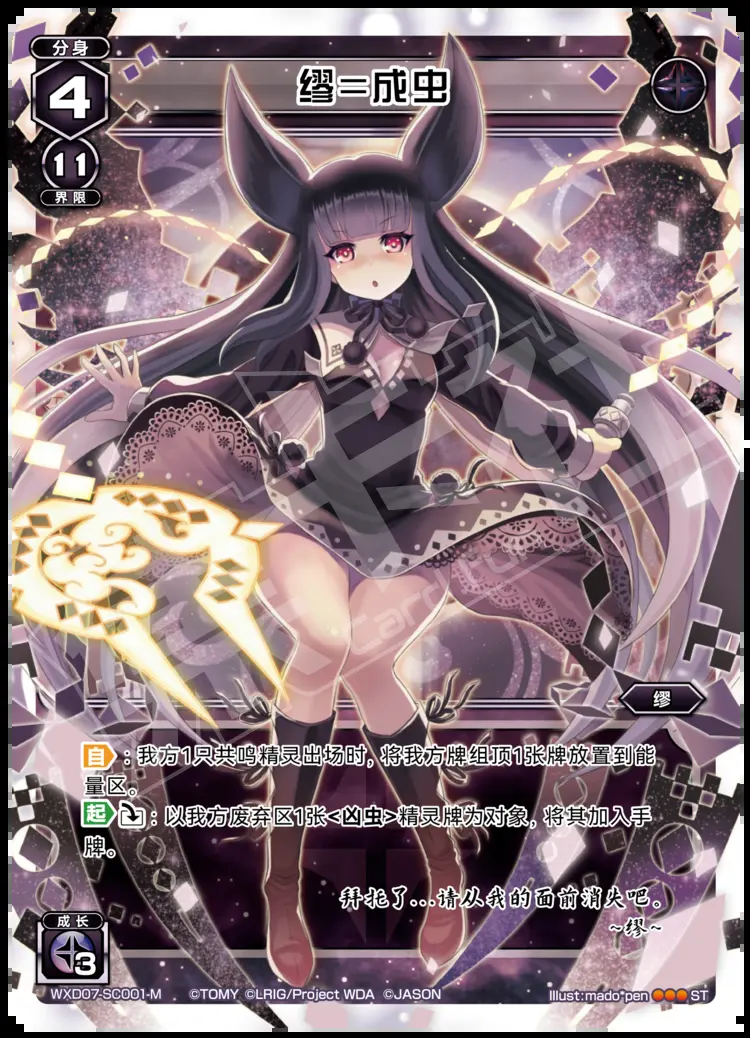 分身
4
缪=成虫
11
界限
卡社
Card Fun
缪
自：我方1只共鸣精灵出场时，将我方牌组顶1张牌放置到能
量区。
起：以我方废弃区1张<凶虫>精灵牌为对象，将其加入手
牌。
拜托了...请从我的面前消失吧。
~缪~
成长
3
WXD07-SC001-M ©TOMY ©LRIG/Project WDA ©JASON Illust:mado*pen ST